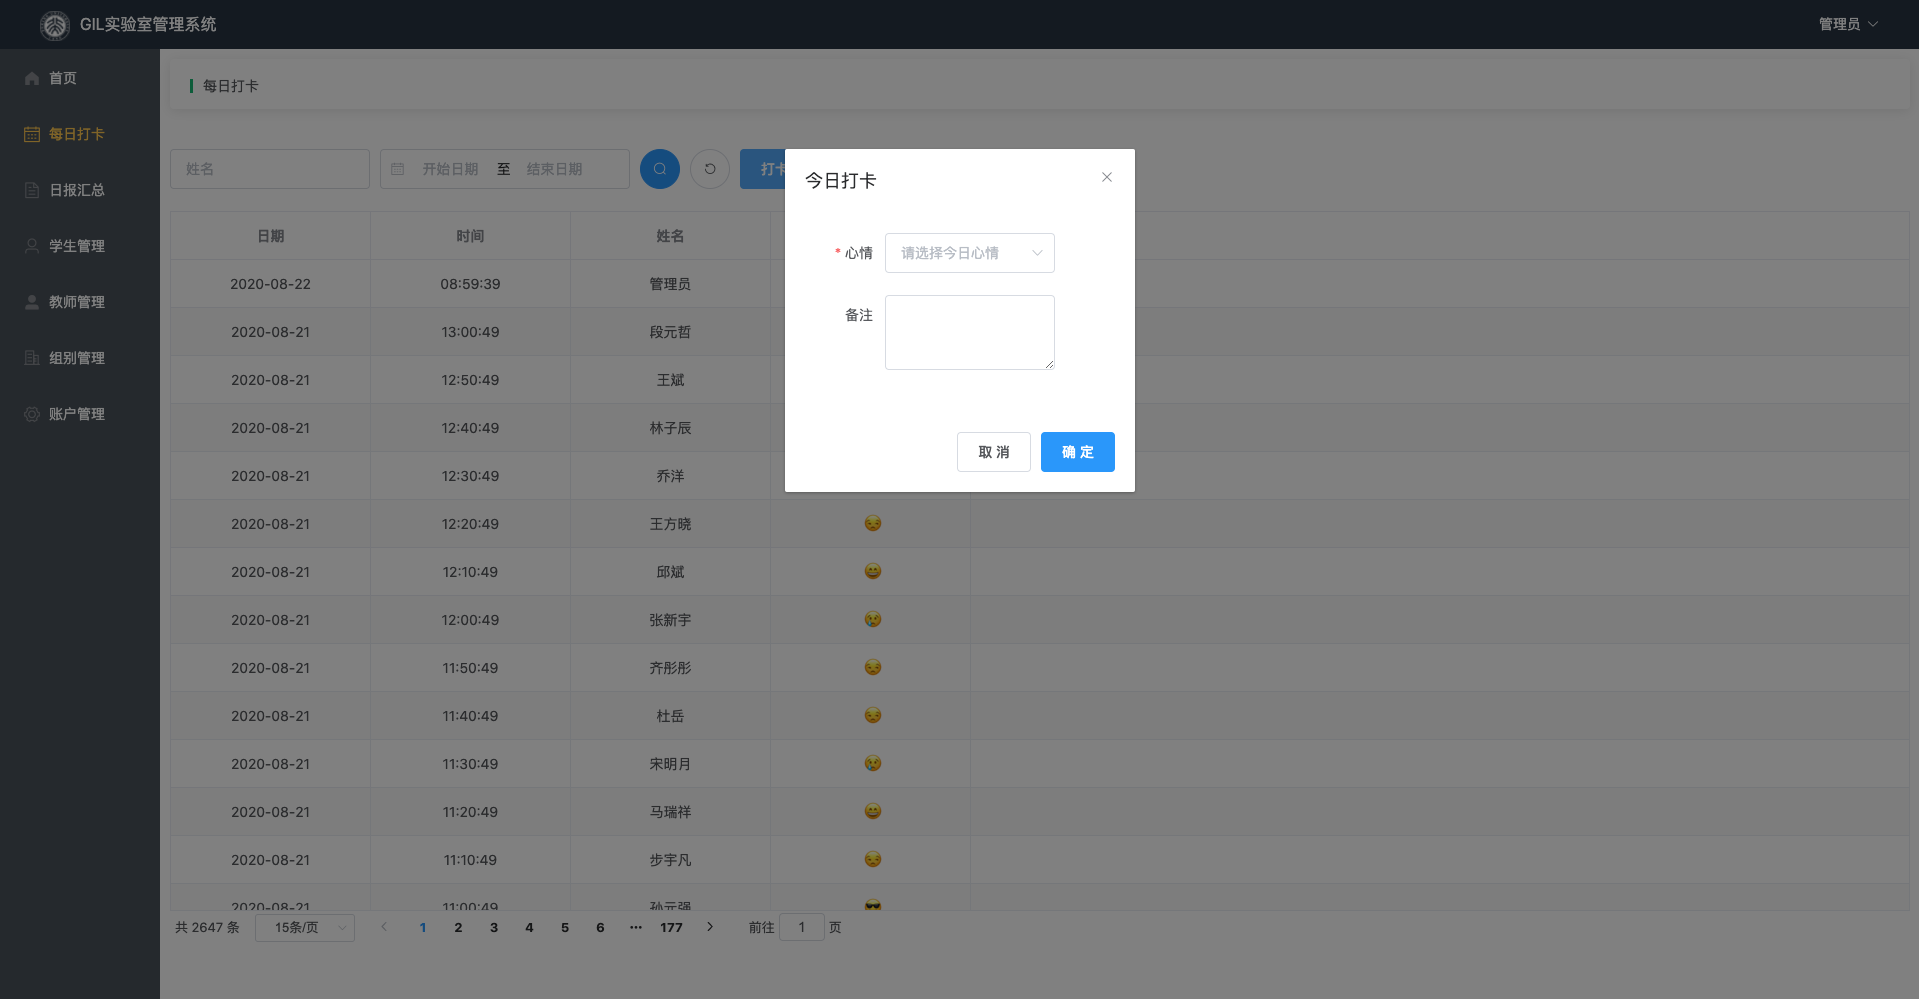 GIL实验室管理系统
管理员
首页
每日打卡
日报汇总
学生管理
教师管理
组别管理
账户管理
每日打卡
姓名 开始日期 至 结束日期
今日打卡
* 心情 请选择今日心情
备注
取 消 确 定
日期 时间 姓名
2020-08-22 08:59:39 管理员
2020-08-21 13:00:49 段元哲
2020-08-21 12:50:49 王斌
2020-08-21 12:40:49 林子辰
2020-08-21 12:30:49 乔洋
2020-08-21 12:20:49 王方晓 😒
2020-08-21 12:10:49 邱斌 😄
2020-08-21 12:00:49 张新宇 😢
2020-08-21 11:50:49 齐彤彤 😒
2020-08-21 11:40:49 杜岳 😒
2020-08-21 11:30:49 宋明月 😢
2020-08-21 11:20:49 马瑞祥 😄
2020-08-21 11:10:49 步宇凡 😒
2020-08-21 11:00:49 孙元强 😎
共 2647 条 15条/页 1 2 3 4 5 6 ··· 177 前往 1 页